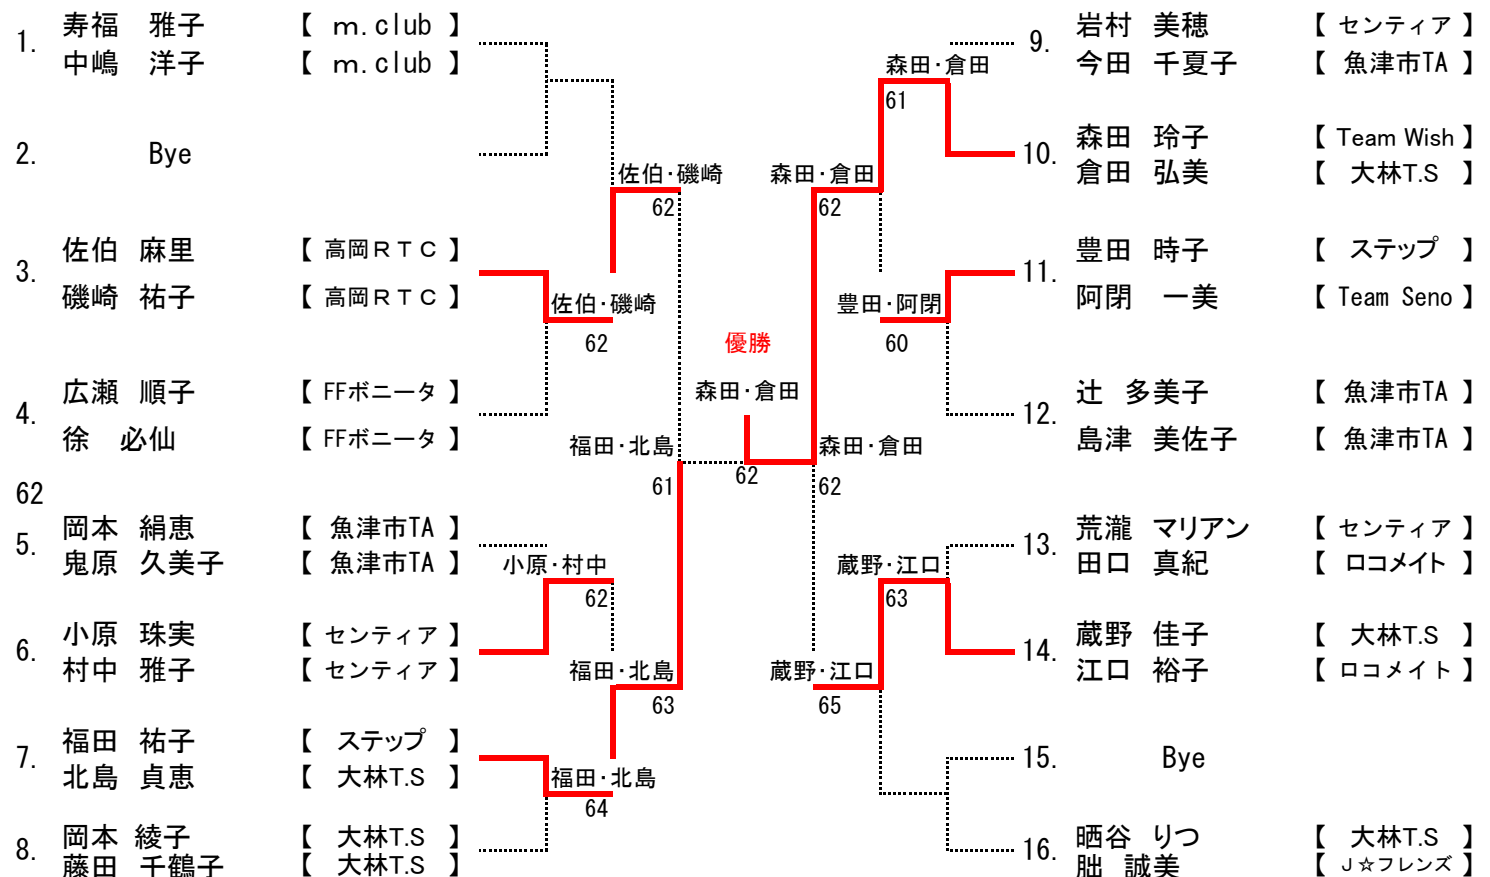 1. 寿福 雅子 【 ｍ.club 】
中嶋 洋子 【 ｍ.club 】
2. Bye
3. 佐伯 麻里 【 高岡ＲＴＣ 】
磯崎 祐子 【 高岡ＲＴＣ 】
4. 広瀬 順子 【 FFボニータ 】
徐 必仙 【 FFボニータ 】
62
5. 岡本 絹恵 【 魚津市TA 】
鬼原 久美子 【 魚津市TA 】
6. 小原 珠実 【 センティア 】
村中 雅子 【 センティア 】
7. 福田 祐子 【 ステップ 】
北島 貞恵 【 大林T.S 】
8. 岡本 綾子 【 大林T.S 】
藤田 千鶴子 【 大林T.S 】
佐伯・磯崎
62
佐伯・磯崎
62
福田・北島
61
小原・村中
62
福田・北島
63
福田・北島
64
優勝
森田・倉田
62
森田・倉田
61
森田・倉田
62
豊田・阿閉
60
森田・倉田
62
蔵野・江口
63
蔵野・江口
65
9. 岩村 美穂 【 センティア 】
今田 千夏子 【 魚津市TA 】
10. 森田 玲子 【 Team Wish 】
倉田 弘美 【 大林T.S 】
11. 豊田 時子 【 ステップ 】
阿閉 一美 【 Team Seno 】
12. 辻 多美子 【 魚津市TA 】
島津 美佐子 【 魚津市TA 】
13. 荒瀧 マリアン 【 センティア 】
田口 真紀 【 ロコメイト 】
14. 蔵野 佳子 【 大林T.S 】
江口 裕子 【 ロコメイト 】
15. Bye
16. 晒谷 りつ 【 大林T.S 】
朏 誠美 【 Ｊ☆フレンズ 】